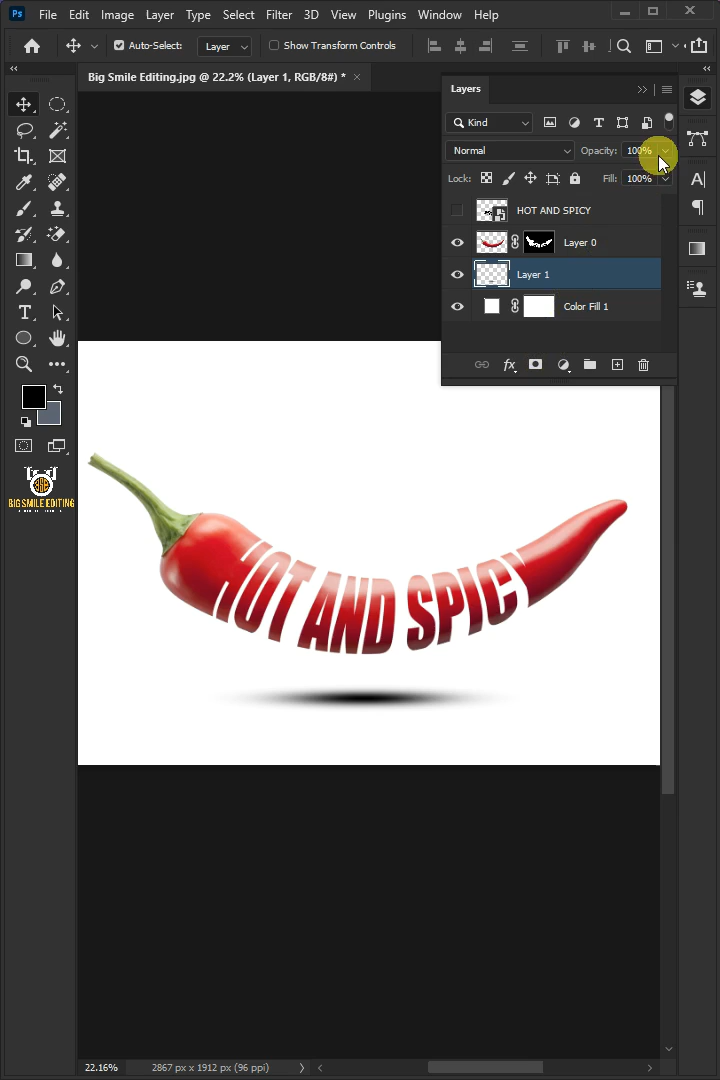 Ps File Edit Image Layer Type Select Filter 3D View Plugins Window Help
Auto-Select: Layer Show Transform Controls
Big Smile Editing.jpg @ 22.2% (Layer 1, RGB/8#) *
Layers
Kind
Normal Opacity: 100%
Lock: Fill: 100%
HOT AND SPICY
Layer 0
Layer 1
Color Fill 1
fx
BIG SMILE EDITING
HOT AND SPICY
22.16% 2867 px x 1912 px (96 ppi)